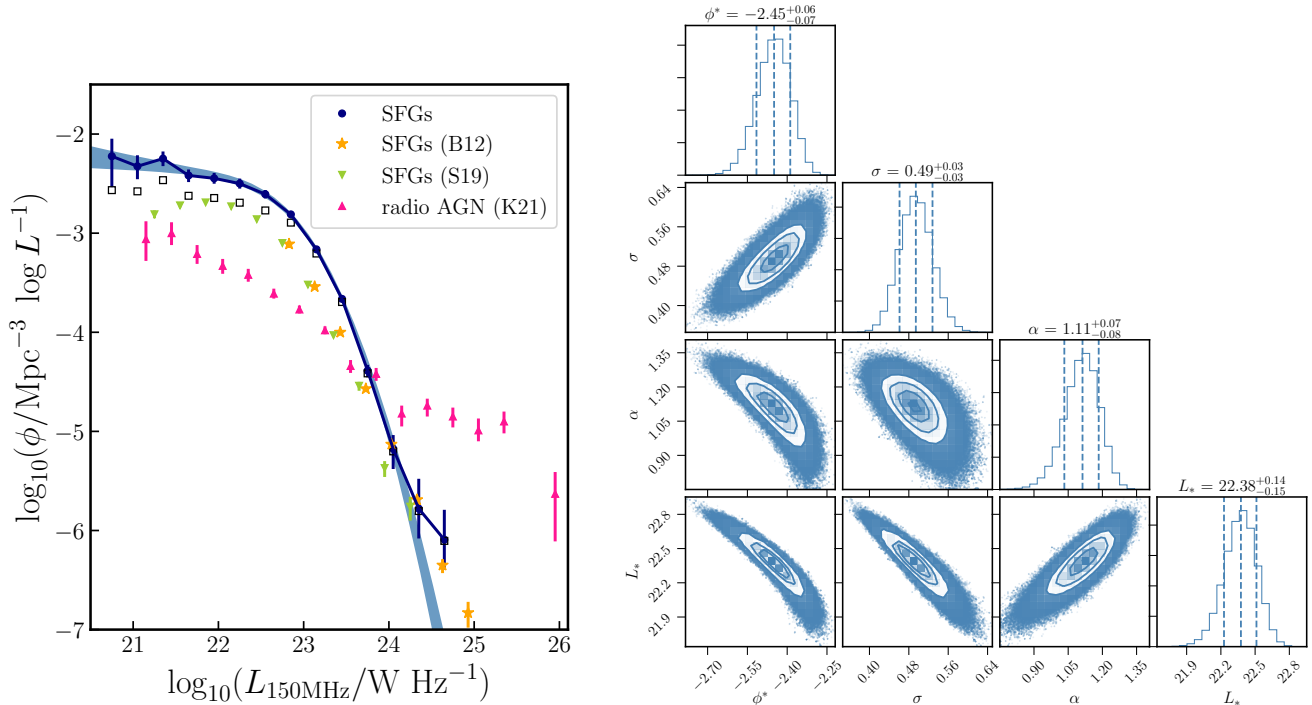 log₁₀(ϕ/Mpc⁻³ log L⁻¹)
−2
−3
−4
−5
−6
−7
SFGs
SFGs (B12)
SFGs (S19)
radio AGN (K21)
21 22 23 24 25 26
log₁₀(L₁₅₀MHz/W Hz⁻¹)
ϕ* = −2.45 +0.06 −0.07
σ = 0.49 +0.03 −0.03
σ
0.64
0.56
0.48
0.40
α = 1.11 +0.07 −0.08
α
1.35
1.20
1.05
0.90
L* = 22.38 +0.14 −0.15
L*
22.8
22.5
22.2
21.9
−2.70 −2.55 −2.40 −2.25
ϕ*
0.40 0.48 0.56 0.64
σ
0.90 1.05 1.20 1.35
α
21.9 22.2 22.5 22.8
L*